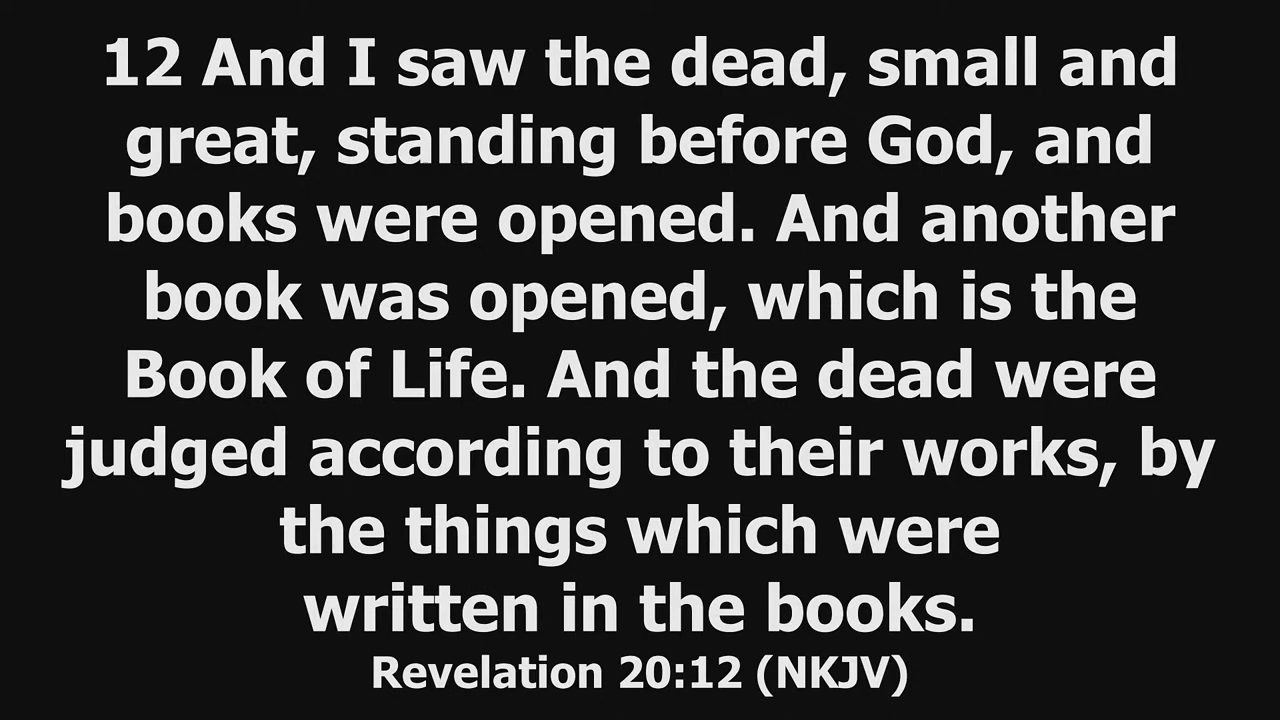 12 And I saw the dead, small and
great, standing before God, and
books were opened. And another
book was opened, which is the
Book of Life. And the dead were
judged according to their works, by
the things which were
written in the books.
Revelation 20:12 (NKJV)